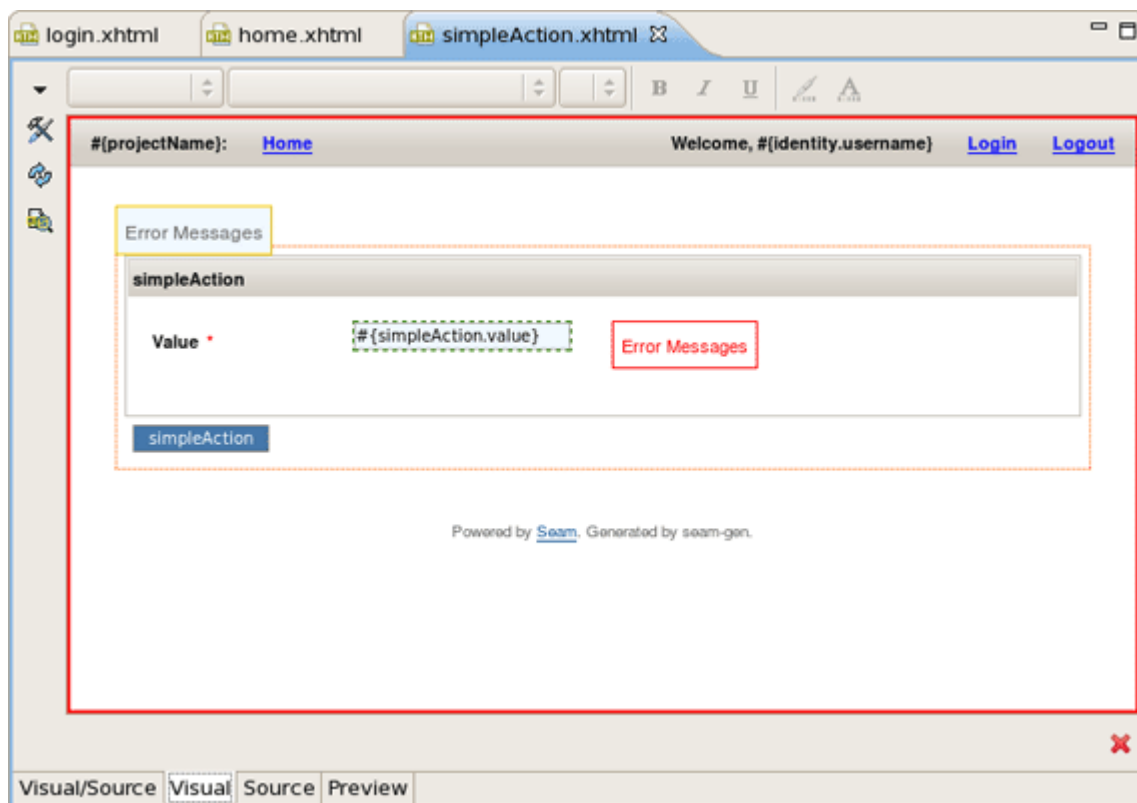 login.xhtml home.xhtml simpleAction.xhtml
B I U A
#{projectName}: Home Welcome, #{identity.username} Login Logout
Error Messages
simpleAction
Value * #{simpleAction.value} Error Messages
simpleAction
Powered by Seam. Generated by seam-gen.
Visual/Source Visual Source Preview